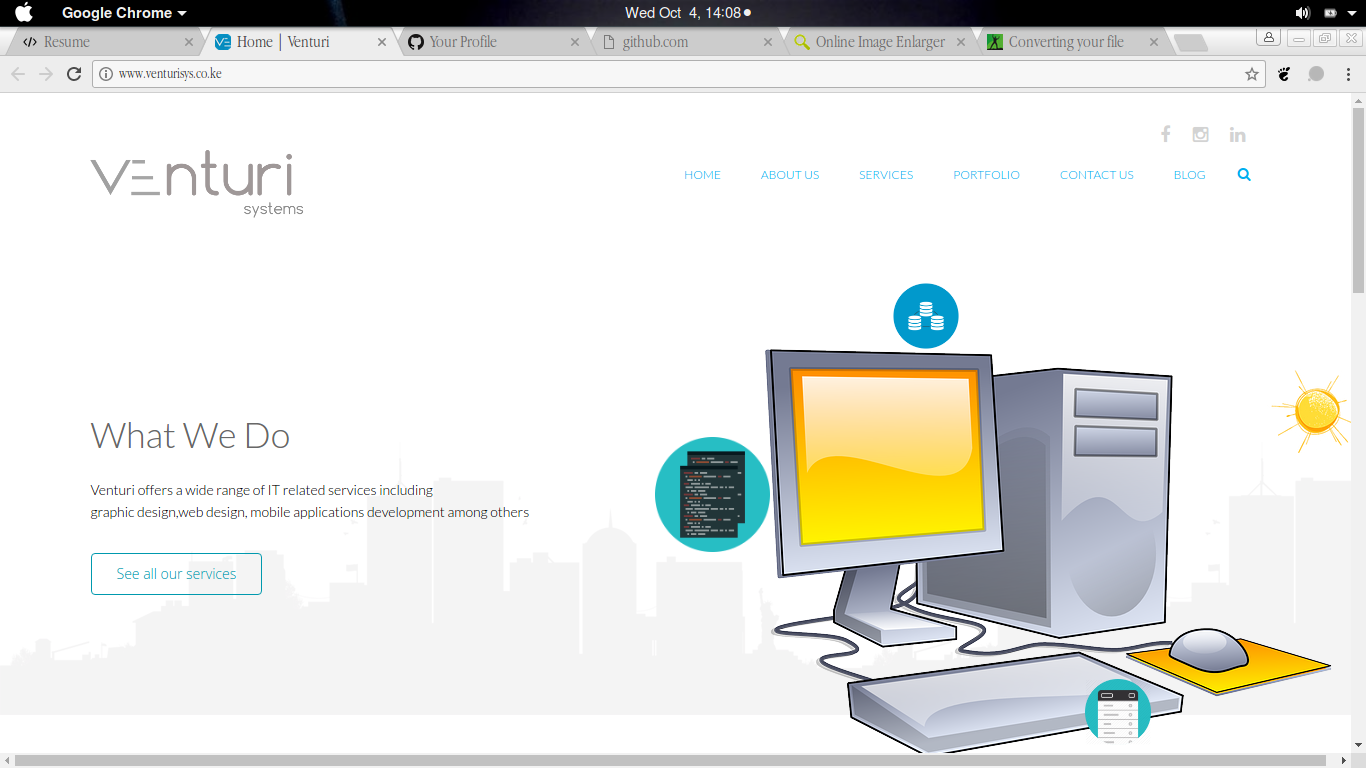 Google Chrome
Wed Oct 4, 14:08
Resume
Home | Venturi
Your Profile
github.com
Online Image Enlarger
Converting your file
www.venturisys.co.ke
venturi
systems
HOME ABOUT US SERVICES PORTFOLIO CONTACT US BLOG
What We Do
Venturi offers a wide range of IT related services including
graphic design,web design, mobile applications development among others
See all our services